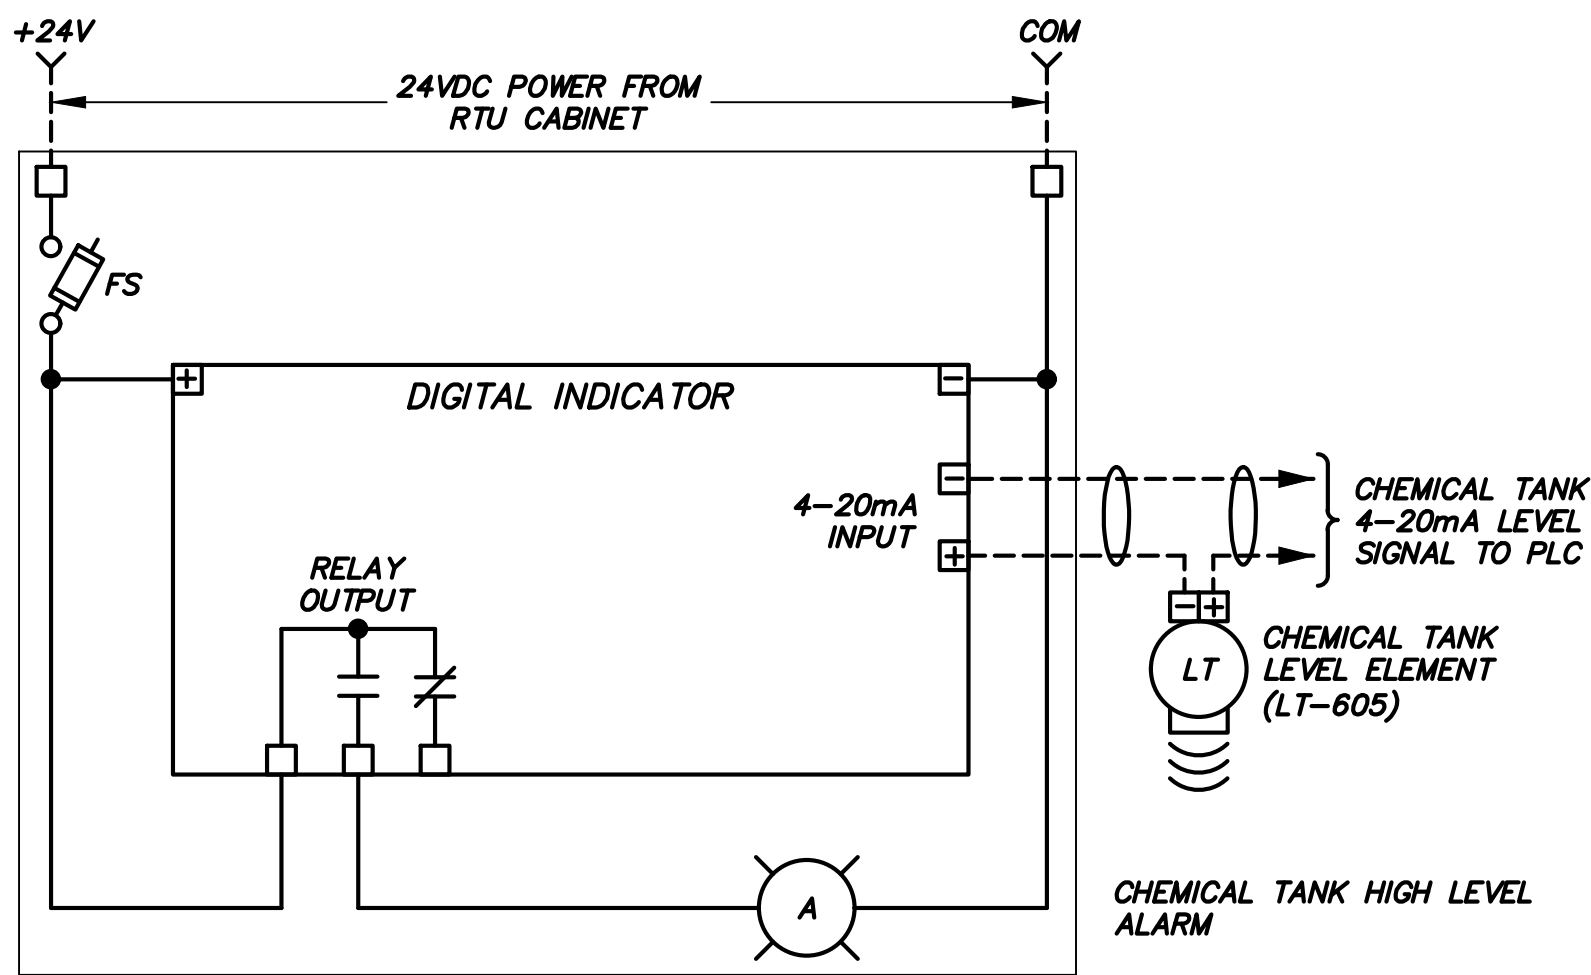 +24V
COM
24VDC POWER FROM
RTU CABINET
FS
+
-
DIGITAL INDICATOR
-
4-20mA
INPUT
+
CHEMICAL TANK
4-20mA LEVEL
SIGNAL TO PLC
RELAY
OUTPUT
- +
LT
CHEMICAL TANK
LEVEL ELEMENT
(LT-605)
A
CHEMICAL TANK HIGH LEVEL
ALARM